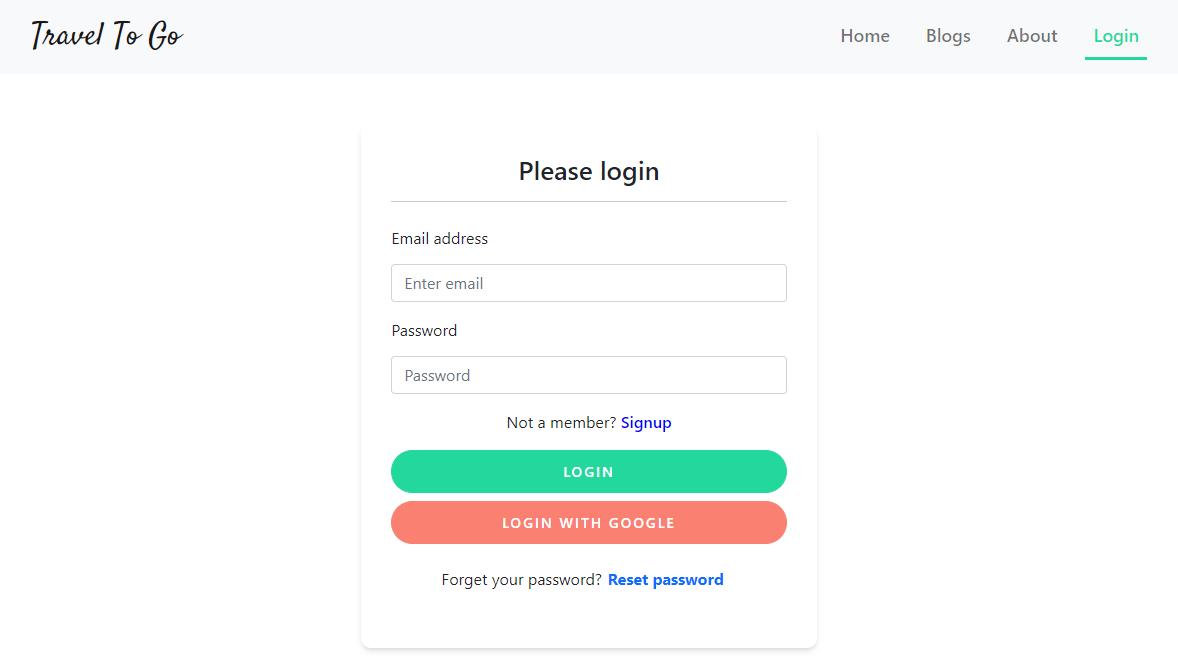 Travel To Go
Home Blogs About Login
Please login
Email address
Enter email
Password
Password
Not a member? Signup
LOGIN
LOGIN WITH GOOGLE
Forget your password? Reset password